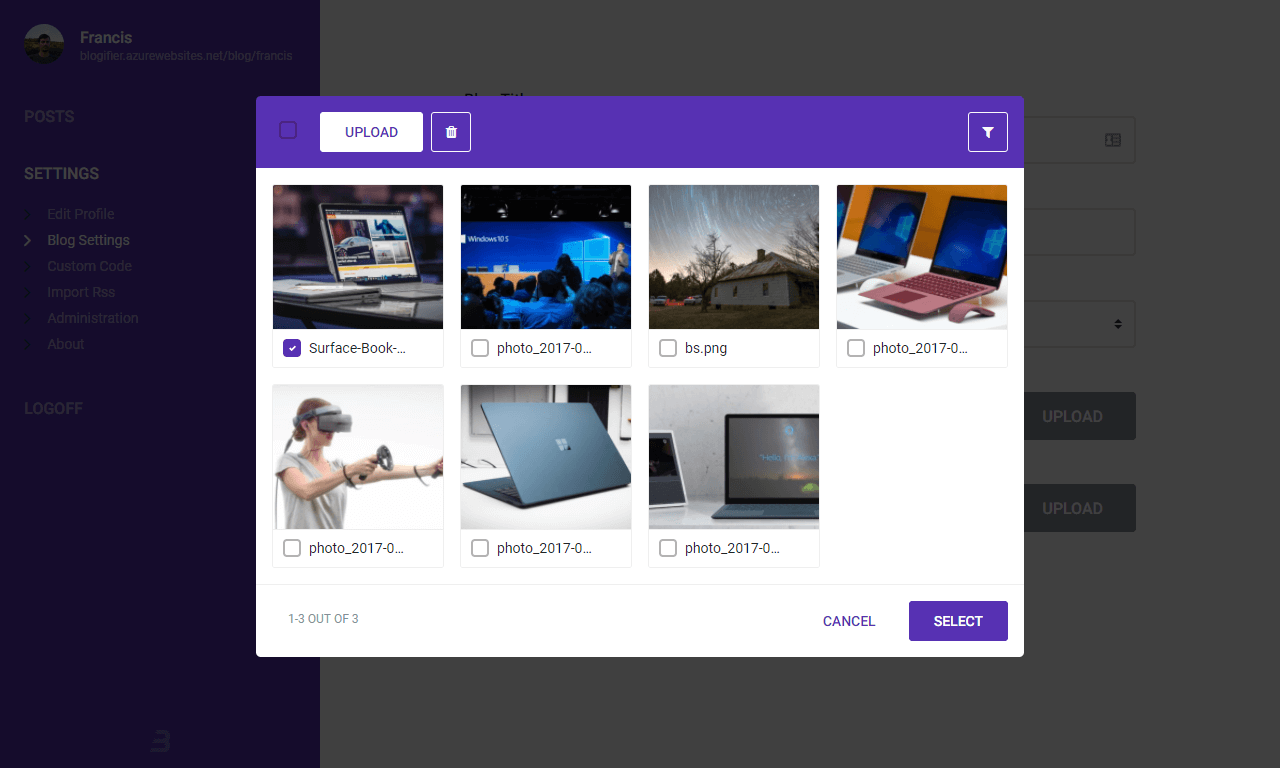 Francis
blogifier.azurewebsites.net/blog/francis
POSTS
SETTINGS
Edit Profile
Blog Settings
Custom Code
Import Rss
Administration
About
LOGOFF
UPLOAD
Windows 10 S
Surface-Book-...
photo_2017-0...
bs.png
photo_2017-0...
photo_2017-0...
photo_2017-0...
photo_2017-0...
1-3 OUT OF 3
CANCEL
SELECT
UPLOAD
UPLOAD